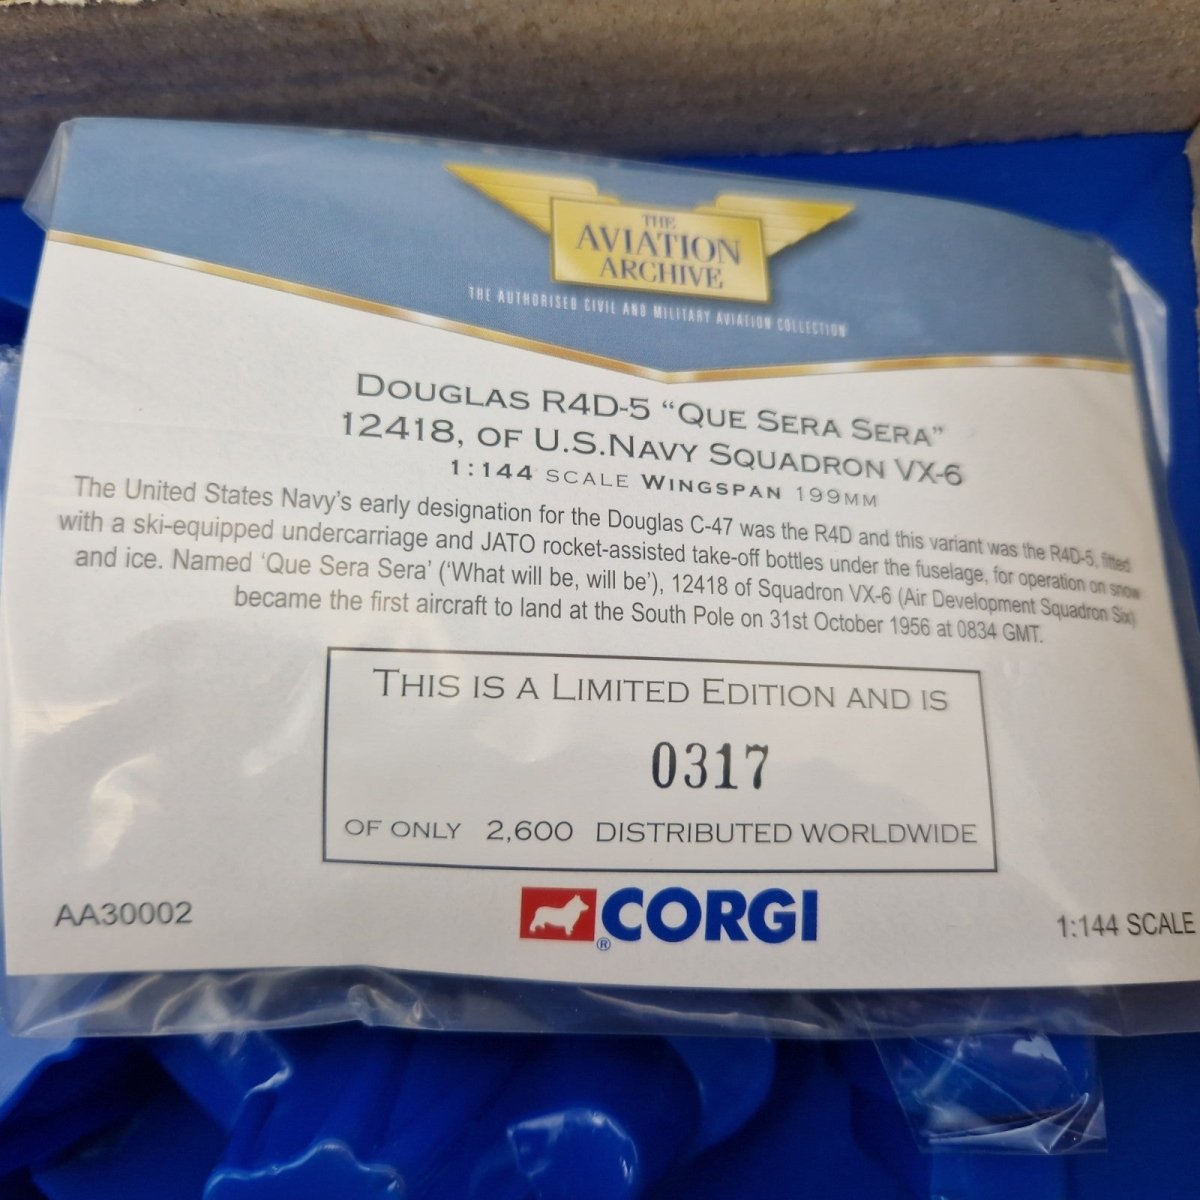 THE
AVIATION
ARCHIVE
THE AUTHORISED CIVIL AND MILITARY AVIATION COLLECTION
DOUGLAS R4D-5 “QUE SERA SERA”
12418, OF U.S.NAVY SQUADRON VX-6
1:144 SCALE WINGSPAN 199MM
The United States Navy's early designation for the Douglas C-47 was the R4D and this variant was the R4D-5, fitted
with a ski-equipped undercarriage and JATO rocket-assisted take-off bottles under the fuselage, for operation on snow
and ice. Named ‘Que Sera Sera’ (‘What will be, will be’), 12418 of Squadron VX-6 (Air Development Squadron Six)
became the first aircraft to land at the South Pole on 31st October 1956 at 0834 GMT.
THIS IS A LIMITED EDITION AND IS
0317
OF ONLY 2,600 DISTRIBUTED WORLDWIDE
AA30002
® CORGI
1:144 SCALE